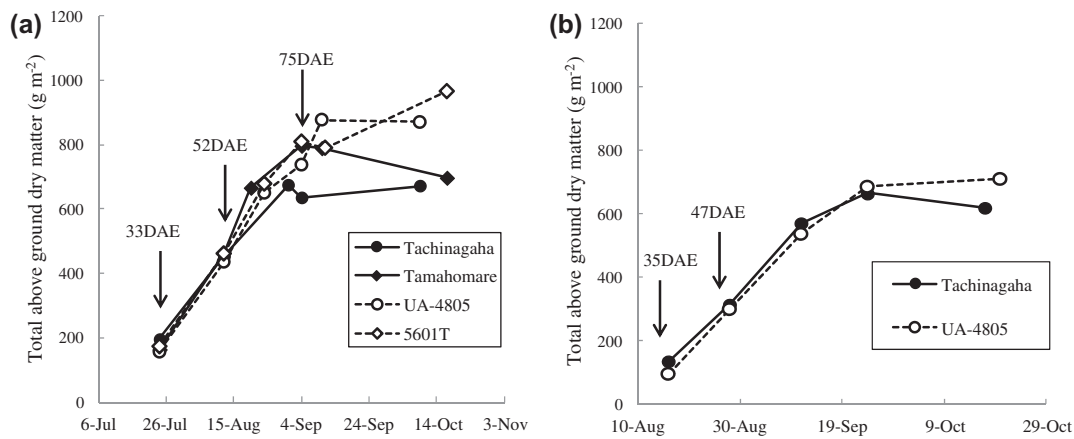 (a)
Total above ground dry matter (g m⁻²)
1200
1000
800
600
400
200
0
33DAE
52DAE
75DAE
Tachinagaha
Tamahomare
UA-4805
5601T
6-Jul 26-Jul 15-Aug 4-Sep 24-Sep 14-Oct 3-Nov
(b)
Total above ground dry matter (g m⁻²)
1200
1000
800
600
400
200
0
35DAE
47DAE
Tachinagaha
UA-4805
10-Aug 30-Aug 19-Sep 9-Oct 29-Oct